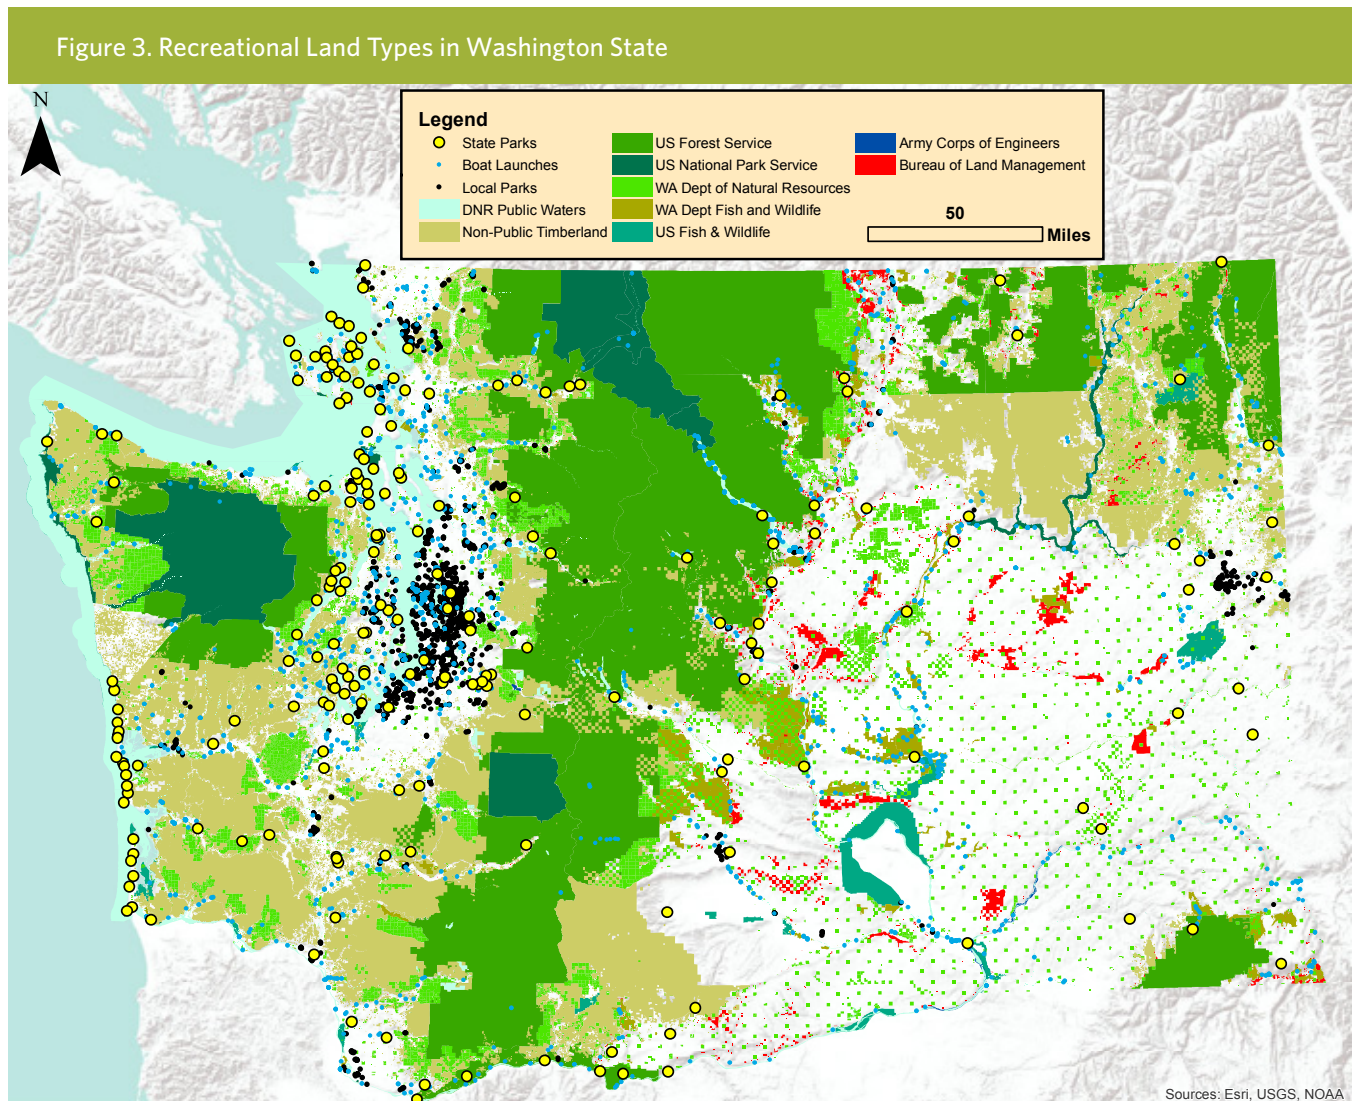 Figure 3. Recreational Land Types in Washington State
N
Legend
State Parks
Boat Launches
Local Parks
DNR Public Waters
Non-Public Timberland
US Forest Service
US National Park Service
WA Dept of Natural Resources
WA Dept Fish and Wildlife
US Fish & Wildlife
Army Corps of Engineers
Bureau of Land Management
50
Miles
Sources: Esri, USGS, NOAA